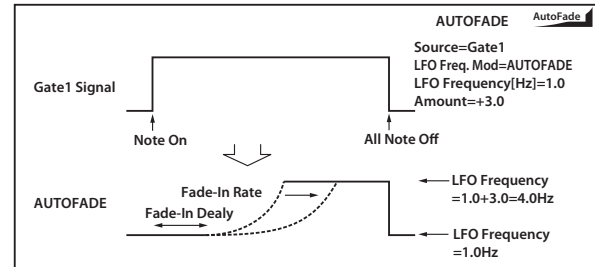 AUTOFADE
AutoFade
Source=Gate1
LFO Freq. Mod=AUTOFADE
LFO Frequency[Hz]=1.0
Amount=+3.0
Gate1 Signal
Note On
All Note Off
Fade-In Rate
LFO Frequency
=1.0+3.0=4.0Hz
AUTOFADE
Fade-In Dealy
LFO Frequency
=1.0Hz